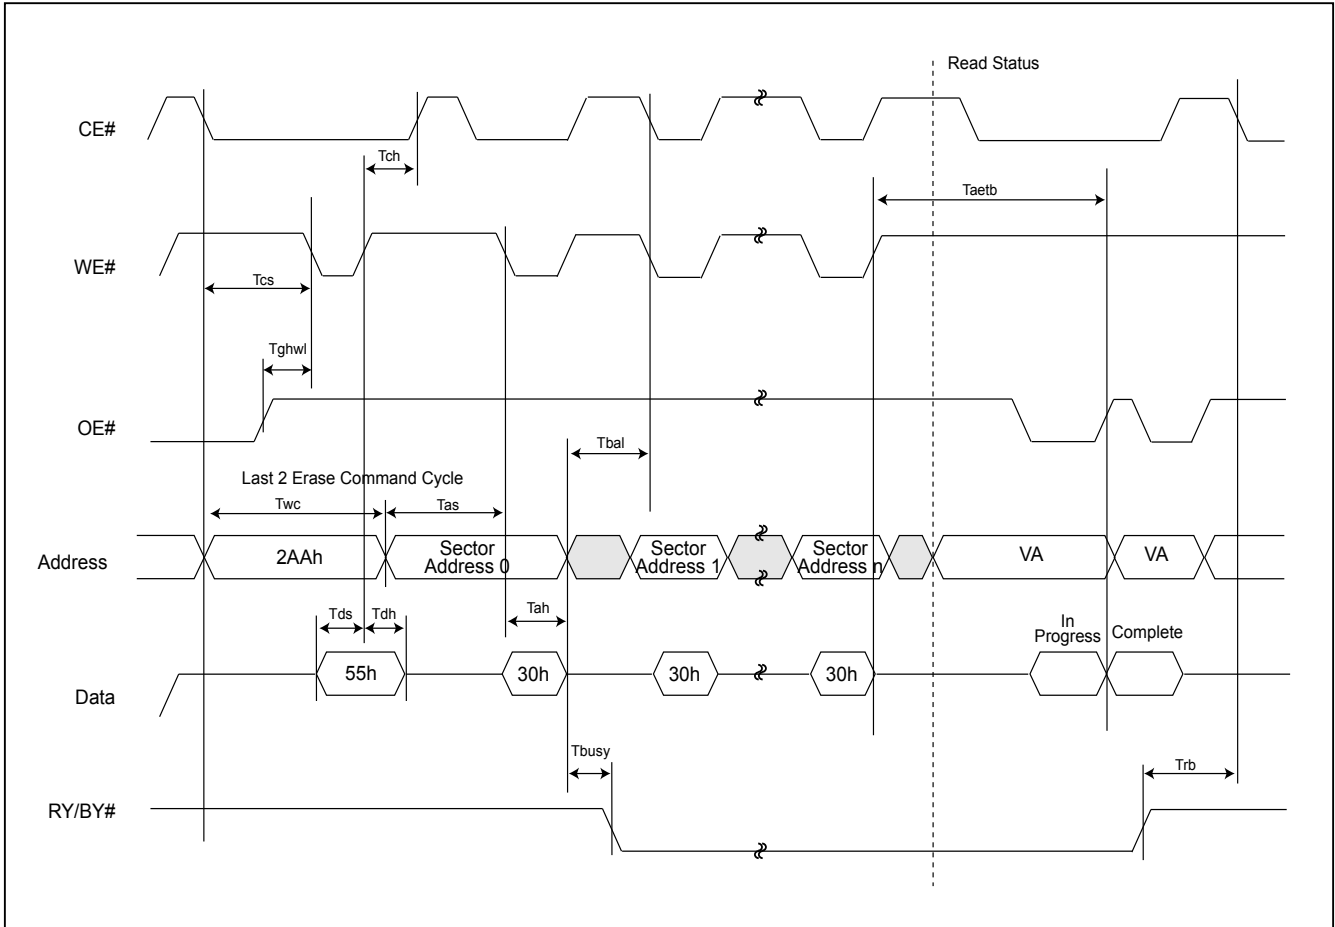 Read Status
CE#
Tch
Taetb
WE#
Tcs
Tghwl
OE#
Tbal
Last 2 Erase Command Cycle
Twc
Tas
Address
2AAh
Sector
Address 0
Sector
Address 1
Sector
Address n
VA
VA
Tds
Tdh
Tah
In
Progress
Complete
Data
55h
30h
30h
30h
Tbusy
Trb
RY/BY#